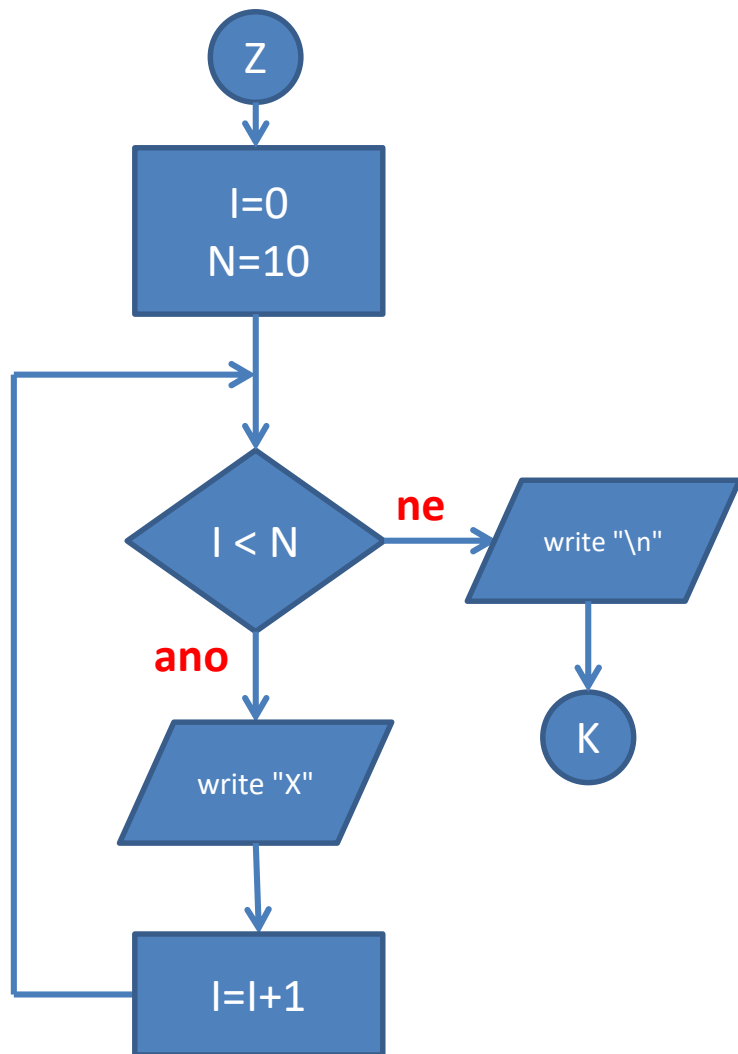 Z
I=0
N=10
I < N
ne
write "\n"
ano
K
write "X"
I=I+1